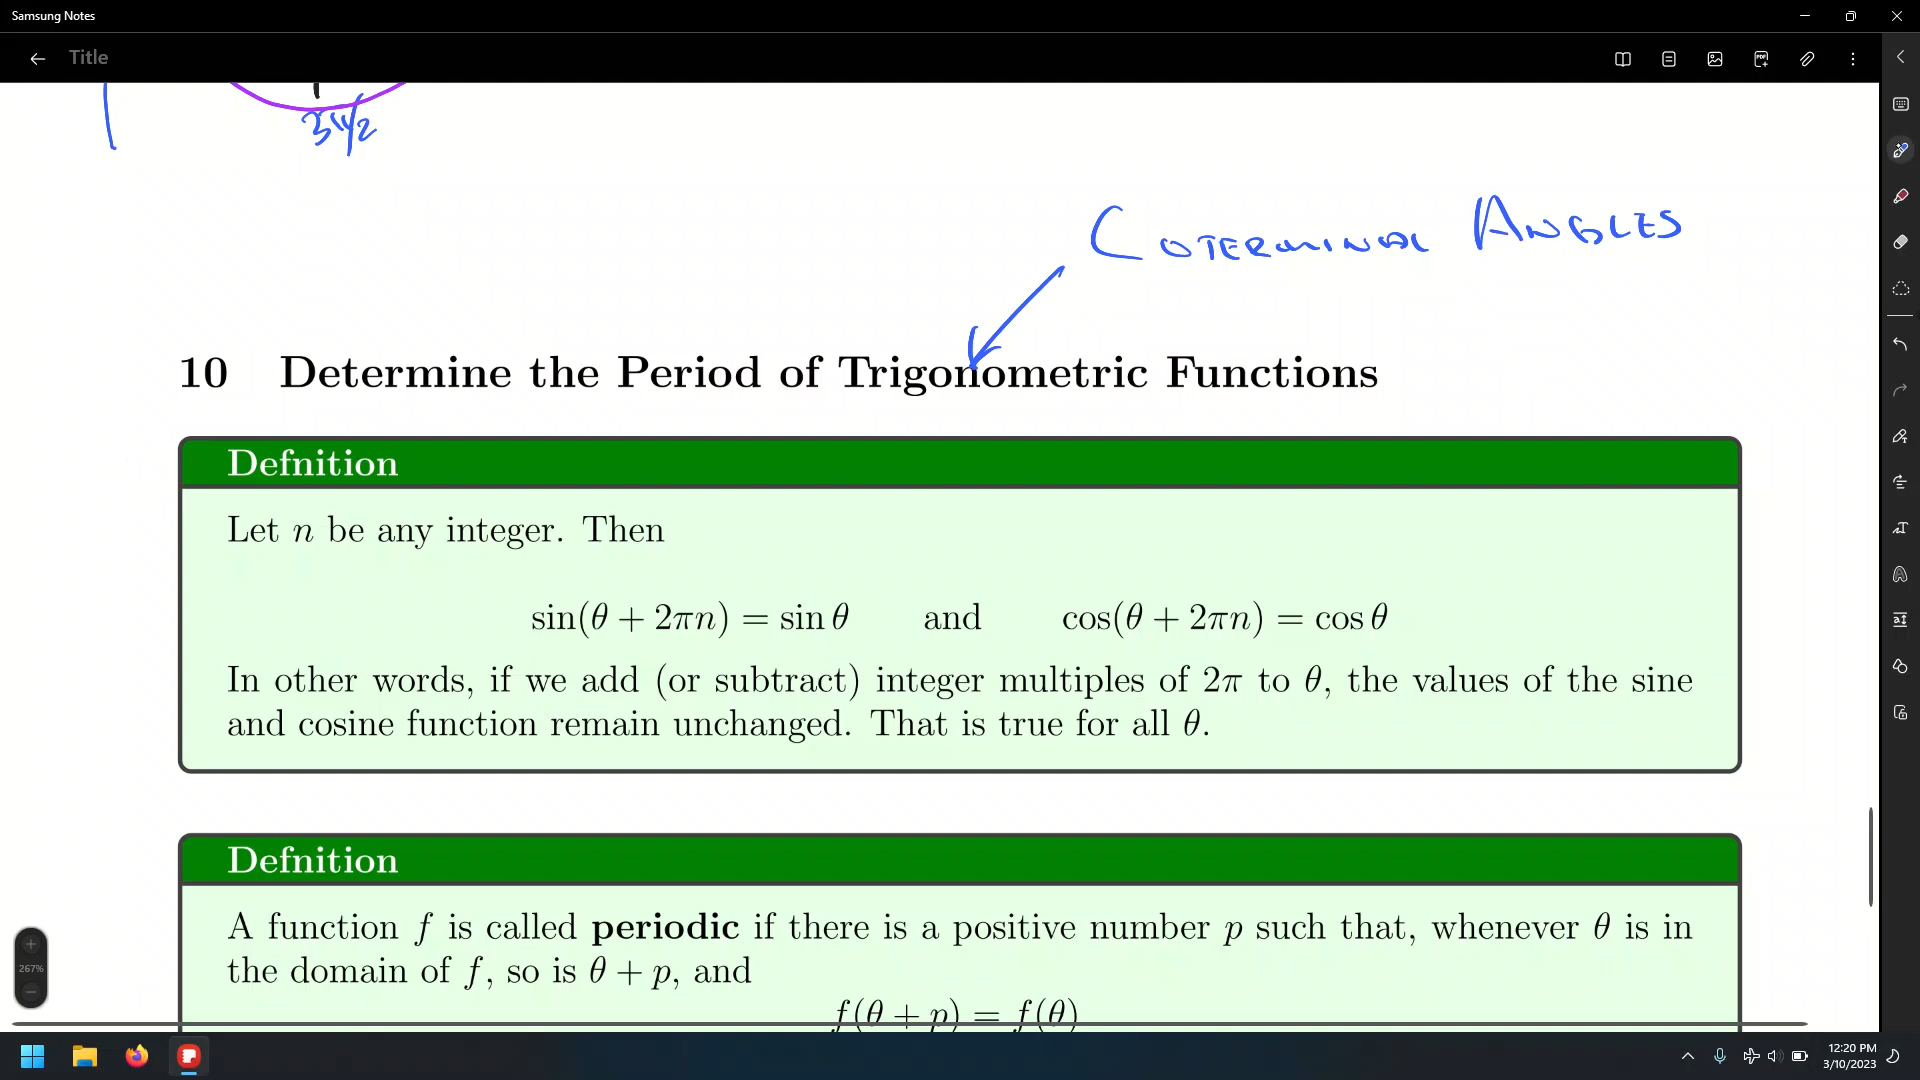 Samsung Notes
Title
3π/2
COTERMINAL ANGLES
10 Determine the Period of Trigonometric Functions
Defnition
Let n be any integer. Then
sin(θ + 2πn) = sin θ and cos(θ + 2πn) = cos θ
In other words, if we add (or subtract) integer multiples of 2π to θ, the values of the sine
and cosine function remain unchanged. That is true for all θ.
Defnition
A function f is called periodic if there is a positive number p such that, whenever θ is in
the domain of f, so is θ + p, and
f(θ + p) = f(θ)
267%
12:20 PM
3/10/2023